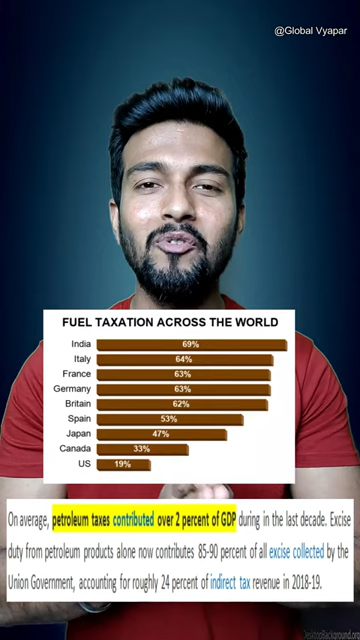 @Global Vyapar
FUEL TAXATION ACROSS THE WORLD
India 69%
Italy 64%
France 63%
Germany 63%
Britain 62%
Spain 53%
Japan 47%
Canada 33%
US 19%
On average, petroleum taxes contributed over 2 percent of GDP during in the last decade. Excise
duty from petroleum products alone now contributes 85-90 percent of all excise collected by the
Union Government, accounting for roughly 24 percent of indirect tax revenue in 2018-19.
DesktopBackground.org